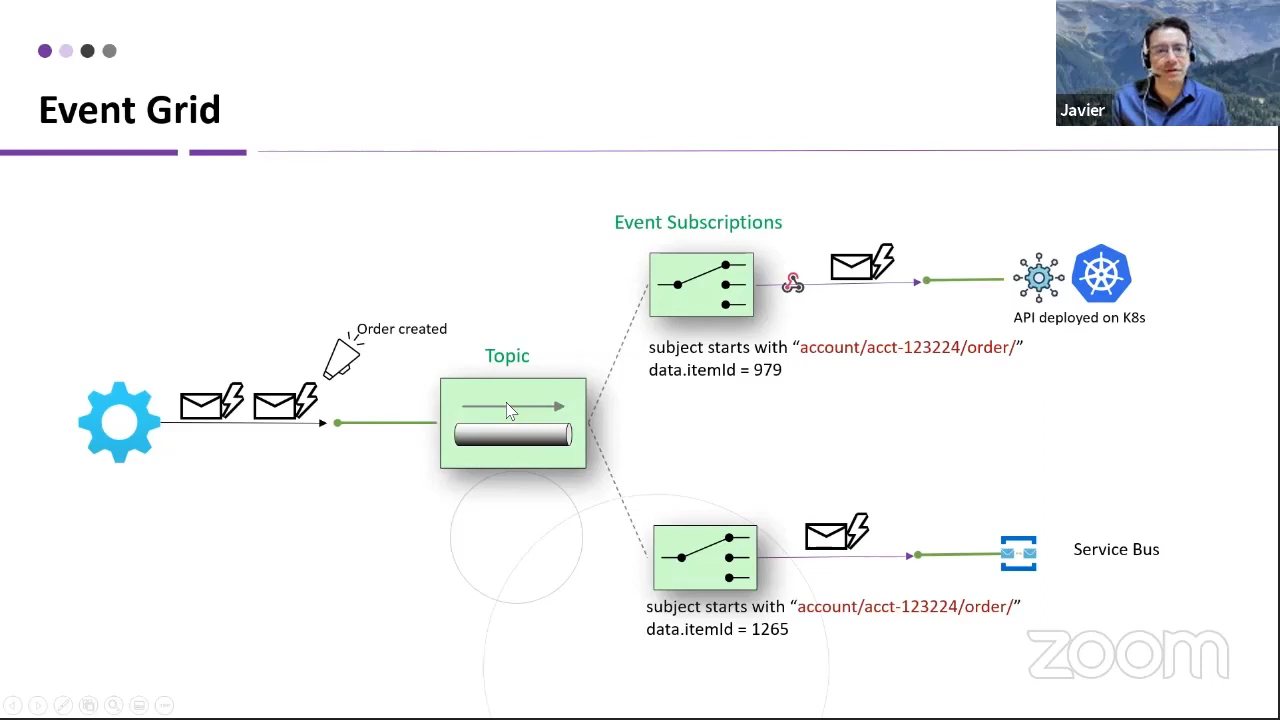 Javier
Event Grid
Event Subscriptions
API deployed on K8s
Order created
subject starts with “account/acct-123224/order/”
data.itemId = 979
Topic
Service Bus
subject starts with “account/acct-123224/order/”
data.itemId = 1265
zoom